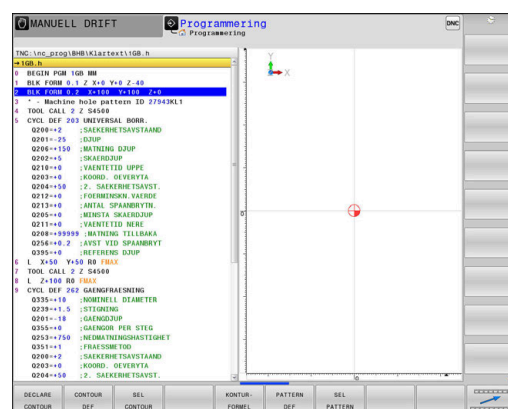 MANUELL DRIFT
Programmering
Programmering
DNC
TNC:\nc_prog\BHB\Klartext\1GB.h
→1GB.h
0 BEGIN PGM 1GB MM
1 BLK FORM 0.1 Z X+0 Y+0 Z-40
2 BLK FORM 0.2 X+100 Y+100 Z+0
3 * - Machine hole pattern ID 27943KL1
4 TOOL CALL 2 Z S4500
5 CYCL DEF 203 UNIVERSAL BORR.
Q200=+2 ;SAEKERHETSAVSTAAND
Q201=-25 ;DJUP
Q206=+150 ;MATNING DJUP
Q202=+5 ;SKAERDJUP
Q210=+0 ;VAENTETID UPPE
Q203=+0 ;KOORD. OEVERYTA
Q204=+50 ;2. SAEKERHETSAVST.
Q212=+0 ;FOERMINSKN.VAERDE
Q213=+0 ;ANTAL SPAANBRYTN.
Q205=+0 ;MINSTA SKAERDJUP
Q211=+0 ;VAENTETID NERE
Q208=+99999 ;MATNING TILLBAKA
Q256=+0.2 ;AVST VID SPAANBRYT
Q395=+0 ;REFERENS DJUP
6 L X+50 Y+50 R0 FMAX
7 TOOL CALL 2 Z S4500
8 L Z+100 R0 FMAX
9 CYCL DEF 262 GAENGFRAESNING
Q335=+10 ;NOMINELL DIAMETER
Q239=+1.5 ;STIGNING
Q201=-18 ;GAENGDJUP
Q355=+0 ;GAENGOR PER STEG
Q253=+750 ;NEDMATNINGSHASTIGHET
Q351=+1 ;FRAESSMETOD
Q200=+2 ;SAEKERHETSAVSTAAND
Q203=+0 ;KOORD. OEVERYTA
Q204=+50 ;2. SAEKERHETSAVST.
Y
X
0
0
DECLARE CONTOUR
CONTOUR DEF
SEL CONTOUR
KONTUR- FORMEL
PATTERN DEF
SEL PATTERN